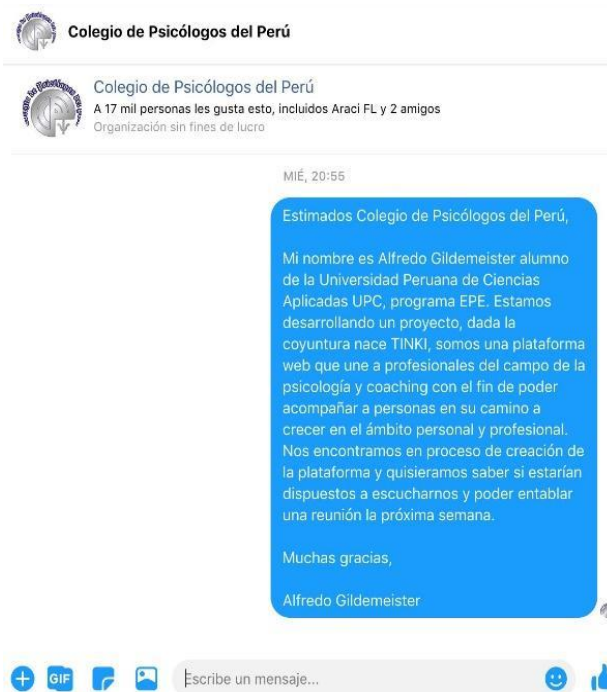 Colegio de Psicólogos del Perú
Colegio de Psicólogos del Perú
A 17 mil personas les gusta esto, incluidos Araci FL y 2 amigos
Organización sin fines de lucro
MIÉ, 20:55
Estimados Colegio de Psicólogos del Perú,
Mi nombre es Alfredo Gildemeister alumno
de la Universidad Peruana de Ciencias
Aplicadas UPC, programa EPE. Estamos
desarrollando un proyecto, dada la
coyuntura nace TINKI, somos una plataforma
web que une a profesionales del campo de la
psicología y coaching con el fin de poder
acompañar a personas en su camino a
crecer en el ámbito personal y profesional.
Nos encontramos en proceso de creación de
la plataforma y quisieramos saber si estarían
dispuestos a escucharnos y poder entablar
una reunión la próxima semana.
Muchas gracias,
Alfredo Gildemeister
GIF
Escribe un mensaje...